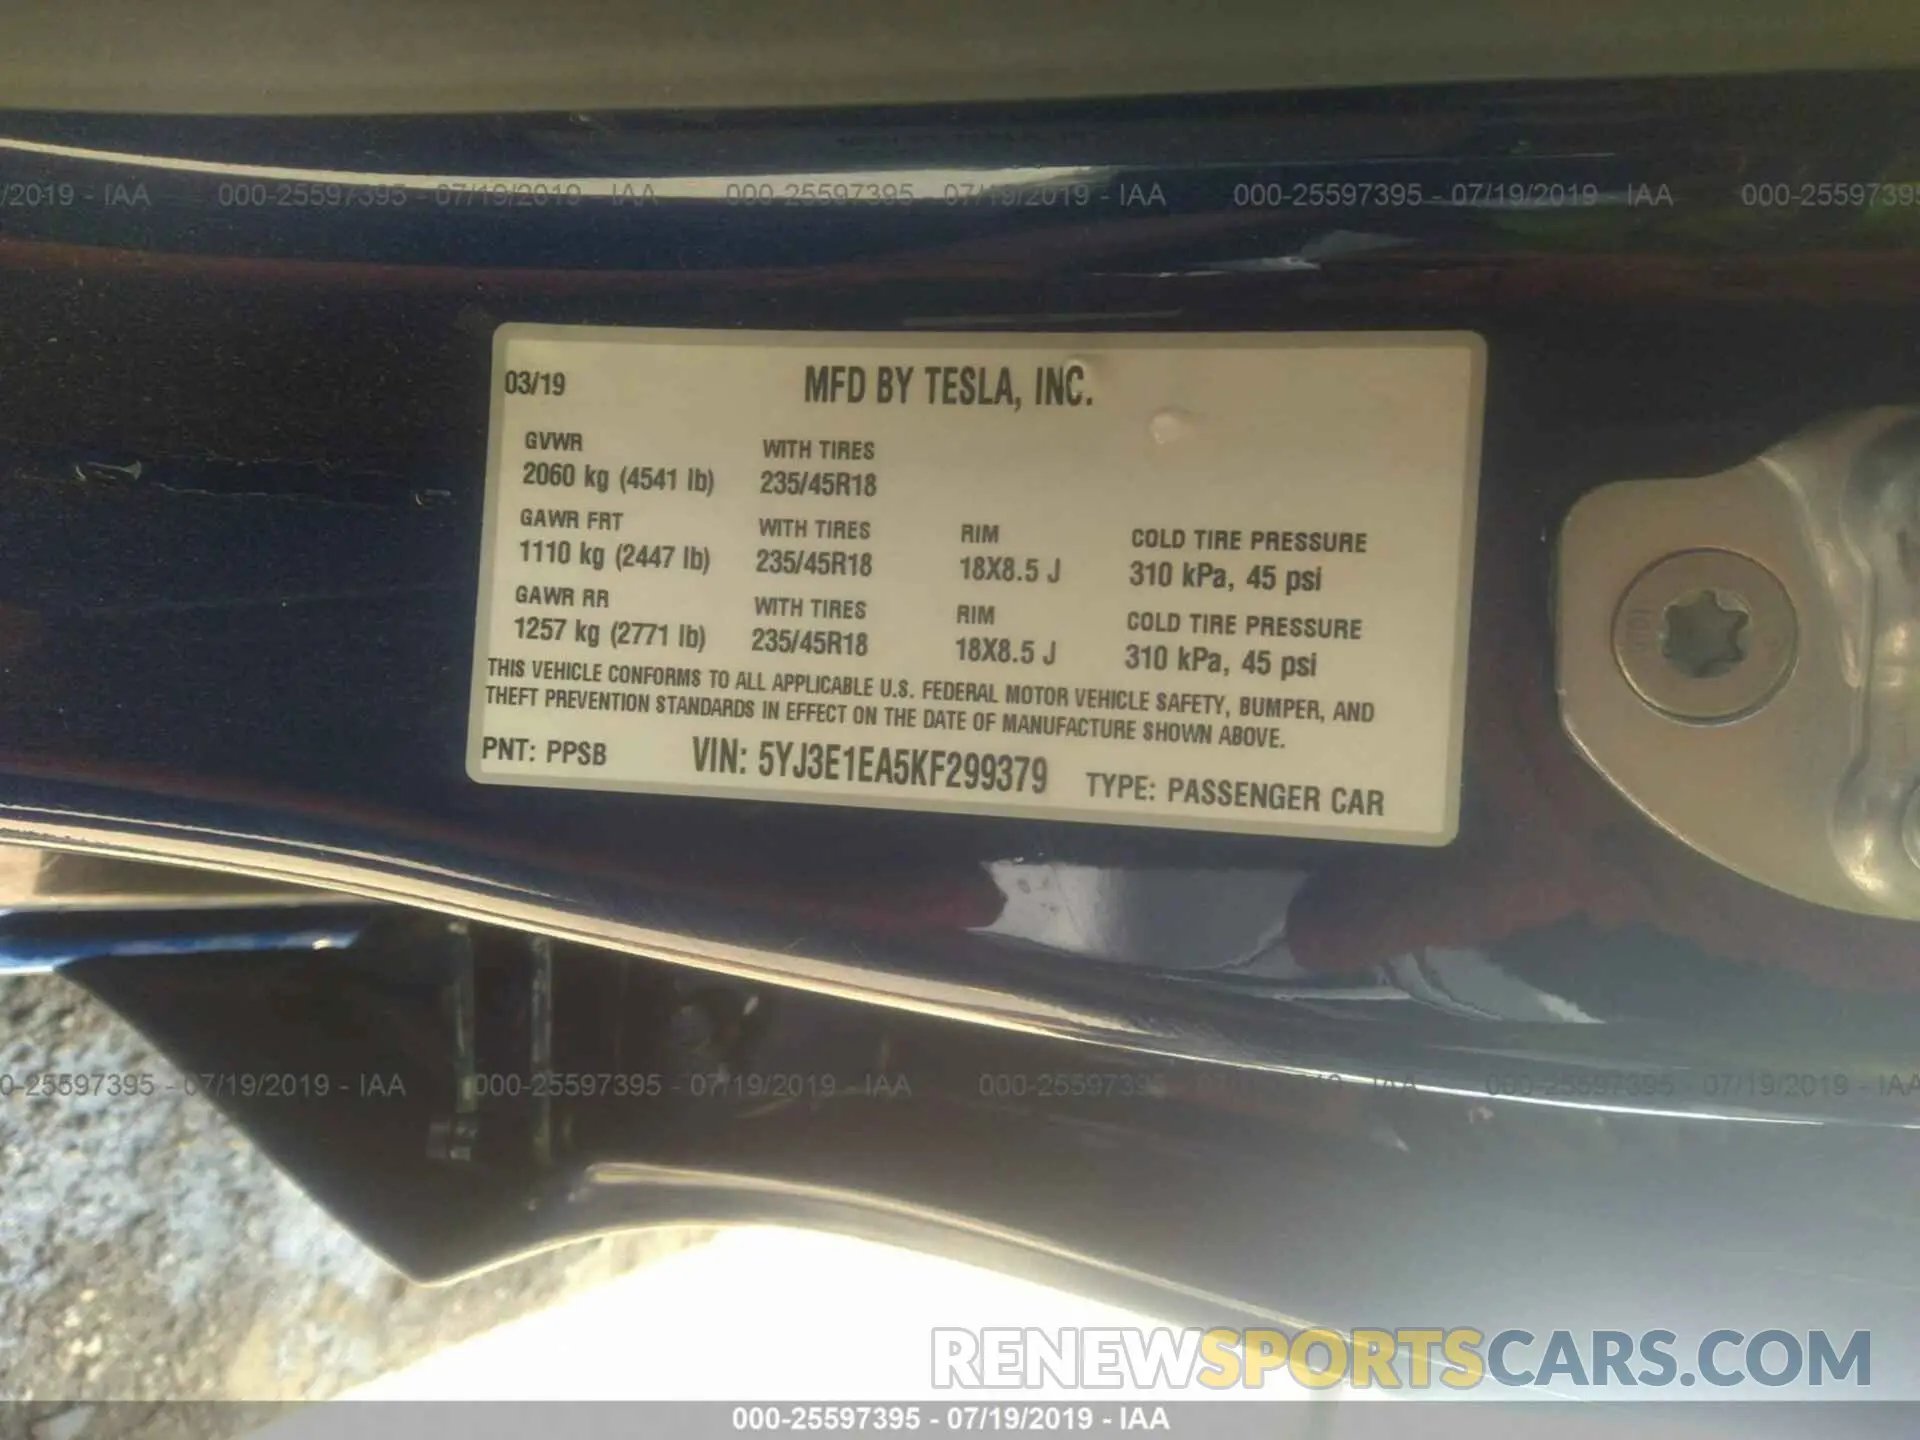 /2019 - IAA 000-25597395 - 07/19/2019 - IAA 000-25597395 - 07/19/2019 - IAA 000-25597395 - 07/19/2019 - IAA 000-25597395
03/19 MFD BY TESLA, INC.
GVWR WITH TIRES
2060 kg (4541 lb) 235/45R18
GAWR FRT WITH TIRES RIM COLD TIRE PRESSURE
1110 kg (2447 lb) 235/45R18 18X8.5 J 310 kPa, 45 psi
GAWR RR WITH TIRES RIM COLD TIRE PRESSURE
1257 kg (2771 lb) 235/45R18 18X8.5 J 310 kPa, 45 psi
THIS VEHICLE CONFORMS TO ALL APPLICABLE U.S. FEDERAL MOTOR VEHICLE SAFETY, BUMPER, AND
THEFT PREVENTION STANDARDS IN EFFECT ON THE DATE OF MANUFACTURE SHOWN ABOVE.
PNT: PPSB VIN: 5YJ3E1EA5KF299379 TYPE: PASSENGER CAR
0-25597395 - 07/19/2019 - IAA 000-25597395 - 07/19/2019 - IAA 000-25597395 - 07/19/2019 - IAA 000-25597395 - 07/19/2019 - IAA
RENEWSPORTSCARS.COM
000-25597395 - 07/19/2019 - IAA